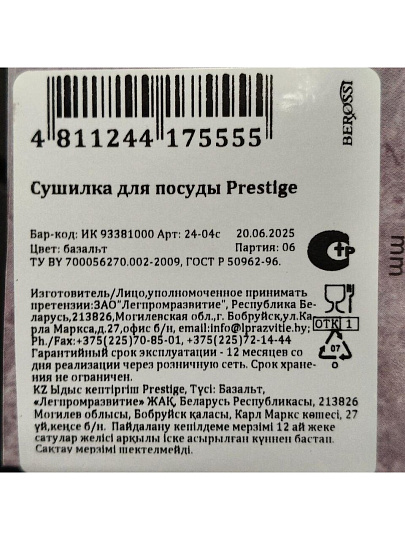 4 811244 175555
BEROSSI
Сушилка для посуды Prestige
Бар-код: ИК 93381000 Арт: 24-04с 20.06.2025
Цвет: базальт Партия: 06
ТУ BY 700056270.002-2009, ГОСТ Р 50962-96.
Изготовитель/Лицо,уполномоченное принимать
претензии:ЗАО"Легпромразвитие", Республика Бе-
ларусь,213826,Могилевская обл.,г. Бобруйск,ул.Ка-
рла Маркса,д.27,офис б/н, email:info@lprazvitie.by;
Ph./Fax:+375(225)70-85-01, +375(225)72-14-44
Гарантийный срок эксплуатации - 12 месяцев со
дня реализации через розничную сеть. Срок хране-
ния не ограничен.
ОТК 1
07
KZ Ыдыс кептіргіш Prestige, Түсі: Базальт,
«Легпромразвитие» ЖАҚ, Беларусь Республикасы, 213826
Могилев облысы, Бобруйск қаласы, Карл Маркс көшесі, 27
үй,кеңсе б/н. Пайдалану кепілдеме мерзімі 12 ай жеке
сатулар желісі арқылы іске асырылған күннен бастап.
Сақтау мерзімі шектелмейді.
mm